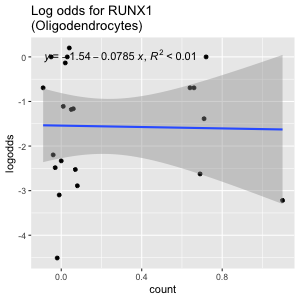 Log odds for RUNX1
(Oligodendrocytes)
y = −1.54 − 0.0785 x, R² < 0.01
0
-1
-2
-3
-4
logodds
0.0 0.4 0.8
count